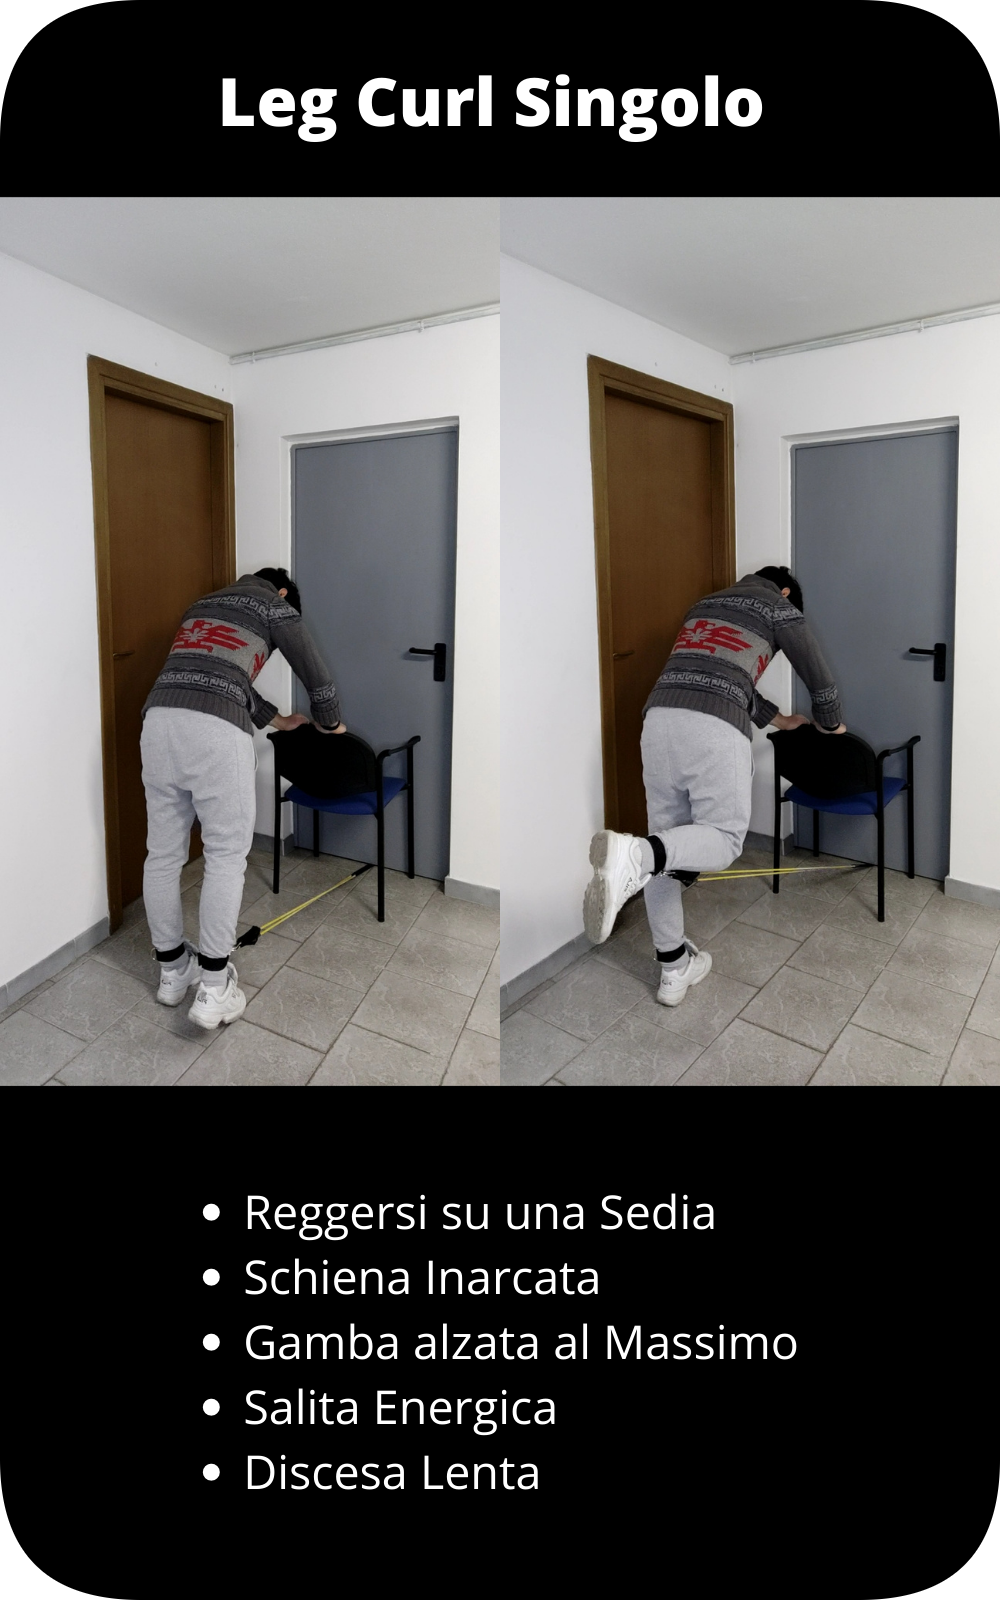 Leg Curl Singolo
• Reggersi su una Sedia
• Schiena Inarcata
• Gamba alzata al Massimo
• Salita Energica
• Discesa Lenta